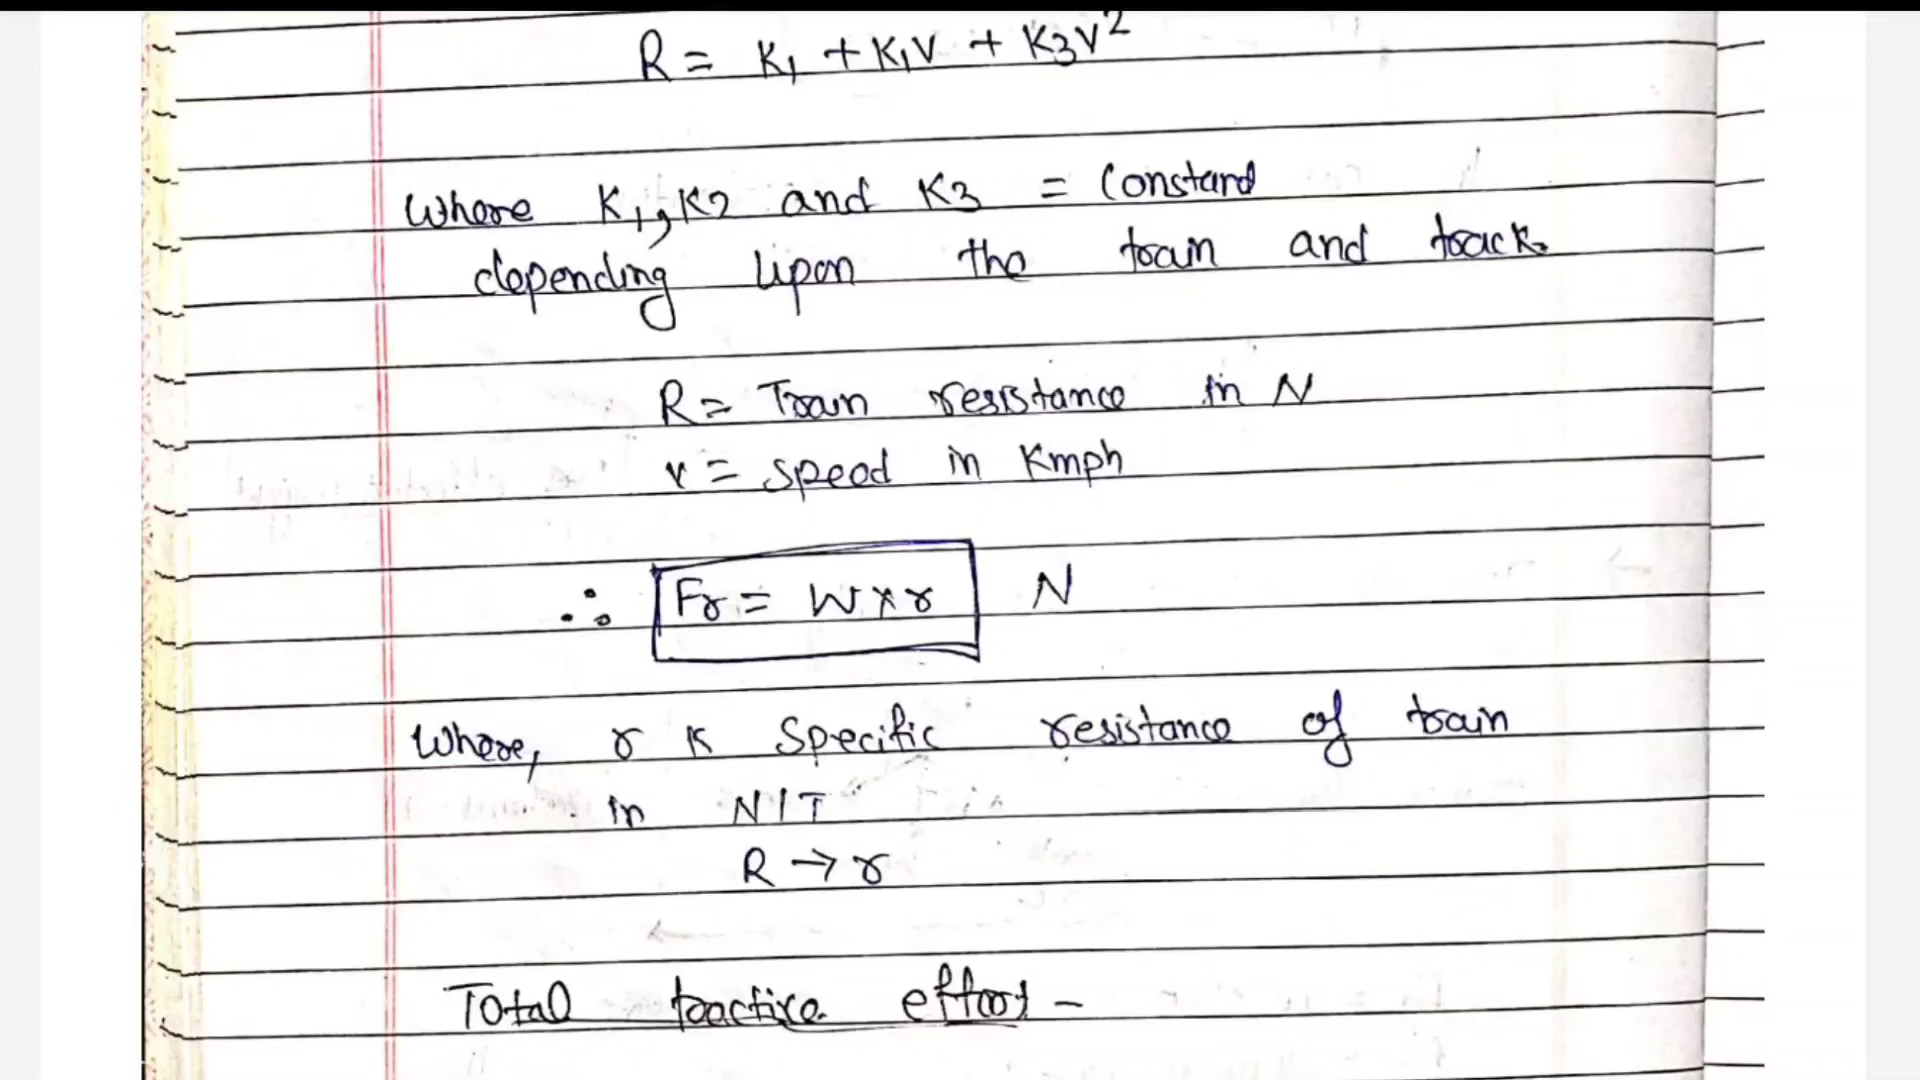 R = K₁ + K₁V + K3V²
Where K₁, K2 and K3 = Constand
depending Upon the train and track.
R = Train resistance in N
v = speed in Kmph
∴ Fr = W × r N
Where, r is Specific resistance of train
in N/T
R → r
Total tractive effort -